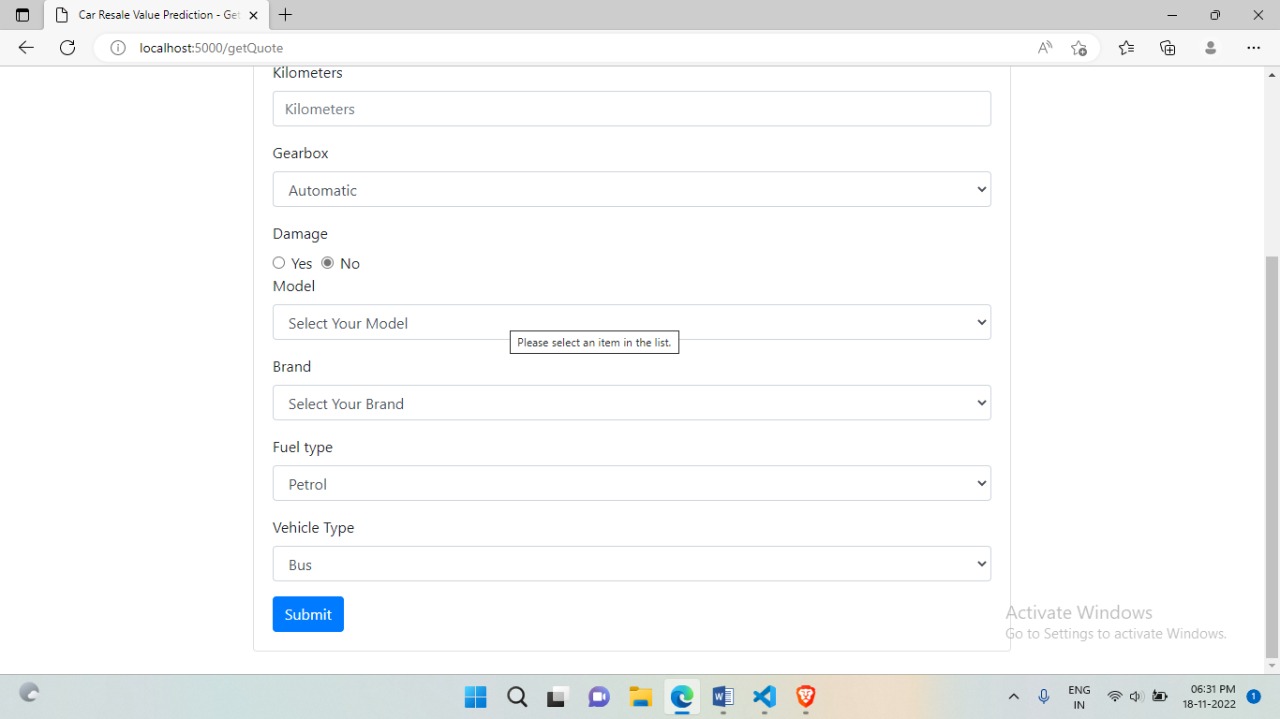 Car Resale Value Prediction - Get
localhost:5000/getQuote
Kilometers
Kilometers
Gearbox
Automatic
Damage
Yes No
Model
Select Your Model
Please select an item in the list.
Brand
Select Your Brand
Fuel type
Petrol
Vehicle Type
Bus
Submit
Activate Windows
Go to Settings to activate Windows.
ENG
IN
06:31 PM
18-11-2022
1